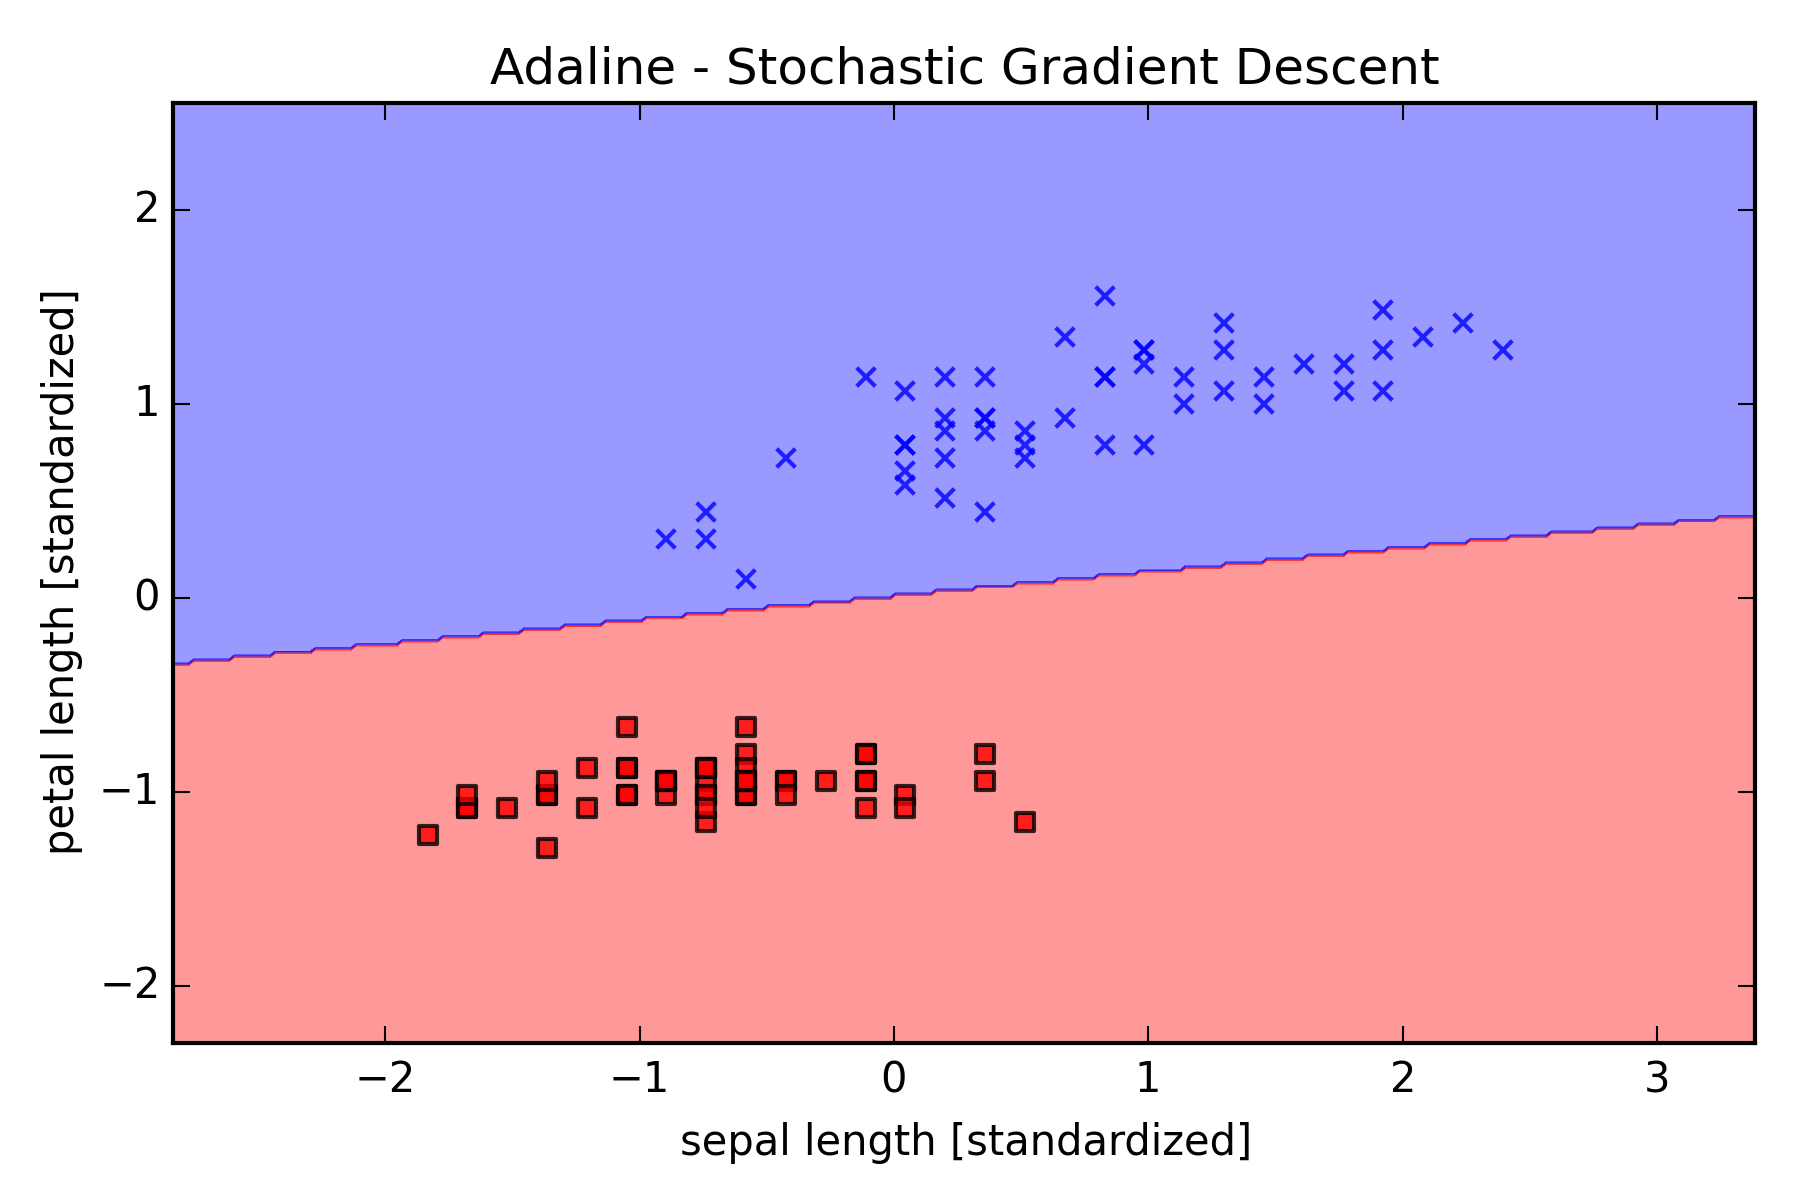 Adaline - Stochastic Gradient Descent
petal length [standardized]
2
1
0
−1
−2
−2 −1 0 1 2 3
sepal length [standardized]